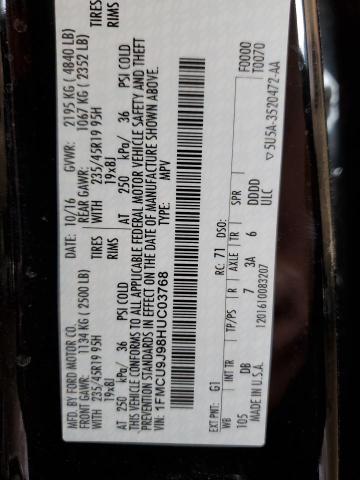 MFD. BY FORD MOTOR CO. DATE: 10/16 GVWR: 2195 KG ( 4840 LB)
FRONT GAWR: 1134 KG ( 2500 LB) REAR GAWR: 1067 KG ( 2352 LB)
WITH 235/45R19 95H TIRES WITH 235/45R19 95H TIRES
19x8J RIMS 19x8J RIMS
AT 250 kPa/ 36 PSI COLD AT 250 kPa/ 36 PSI COLD
THIS VEHICLE CONFORMS TO ALL APPLICABLE FEDERAL MOTOR VEHICLE SAFETY AND THEFT
PREVENTION STANDARDS IN EFFECT ON THE DATE OF MANUFACTURE SHOWN ABOVE.
VIN: 1FMCU9J98HUC03768 TYPE: MPV
F0000
T0070
EXT PNT: G1 RC: 71 DSO:
WB INT TR TP/PS R AXLE TR SPR
105 DB 7 3A 6 DDDD
MADE IN U.S.A. 1201610083207 ULC
▽5U5A-3520472-AA